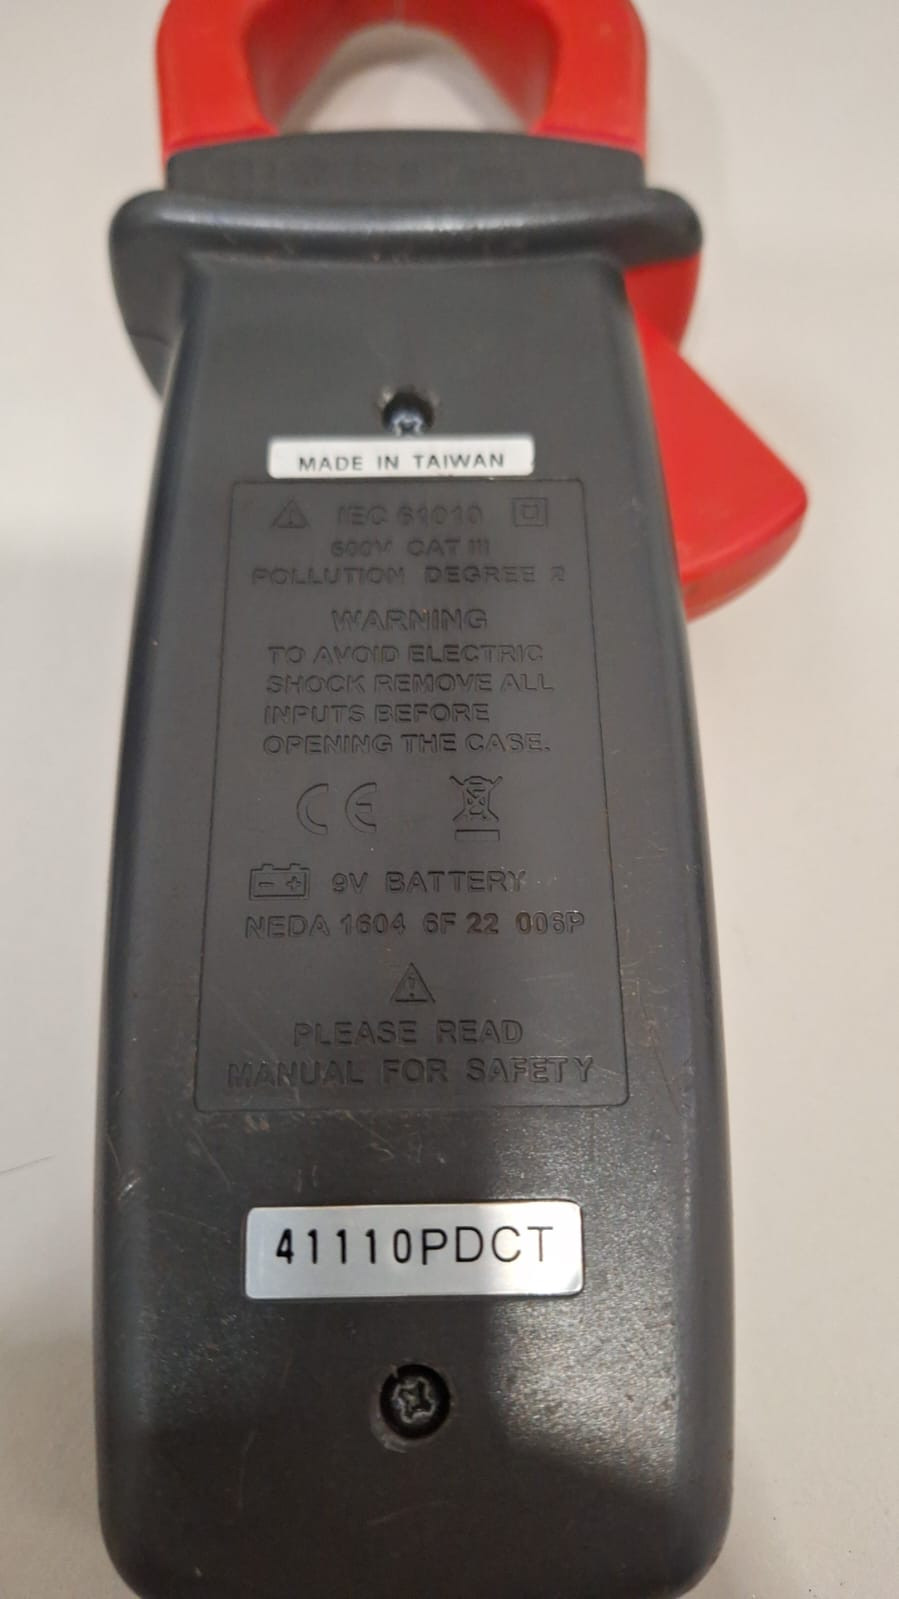 MADE IN TAIWAN
IEC 61010
600V CAT III
POLLUTION DEGREE 2
WARNING
TO AVOID ELECTRIC
SHOCK REMOVE ALL
INPUTS BEFORE
OPENING THE CASE.
CE
9V BATTERY
NEDA 1604 6F 22 006P
PLEASE READ
MANUAL FOR SAFETY
41110PDCT